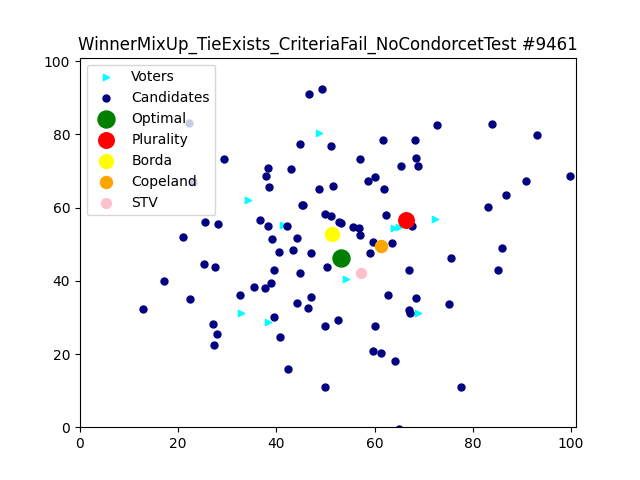 WinnerMixUp_TieExists_CriteriaFail_NoCondorcetTest #9461
100
80
60
40
20
0
0
20
40
60
80
100
Voters
Candidates
Optimal
Plurality
Borda
Copeland
STV